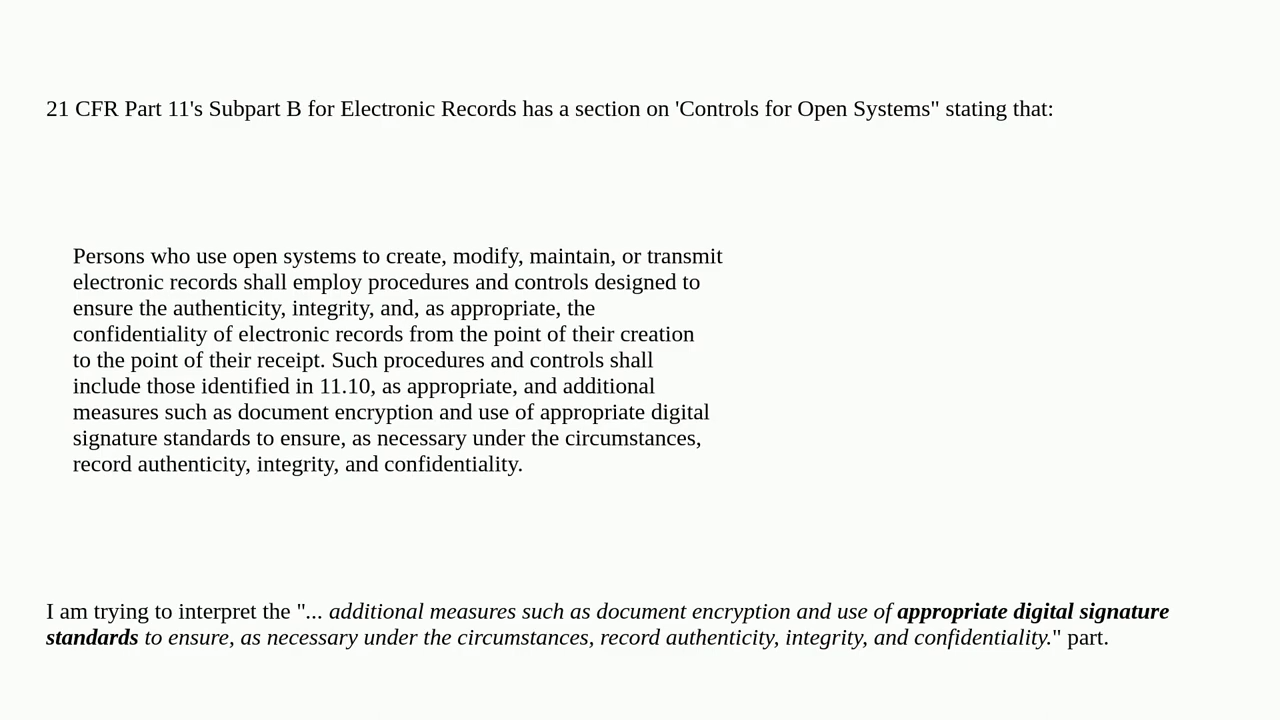 21 CFR Part 11's Subpart B for Electronic Records has a section on 'Controls for Open Systems" stating that:
Persons who use open systems to create, modify, maintain, or transmit
electronic records shall employ procedures and controls designed to
ensure the authenticity, integrity, and, as appropriate, the
confidentiality of electronic records from the point of their creation
to the point of their receipt. Such procedures and controls shall
include those identified in 11.10, as appropriate, and additional
measures such as document encryption and use of appropriate digital
signature standards to ensure, as necessary under the circumstances,
record authenticity, integrity, and confidentiality.
I am trying to interpret the "... additional measures such as document encryption and use of appropriate digital signature
standards to ensure, as necessary under the circumstances, record authenticity, integrity, and confidentiality." part.